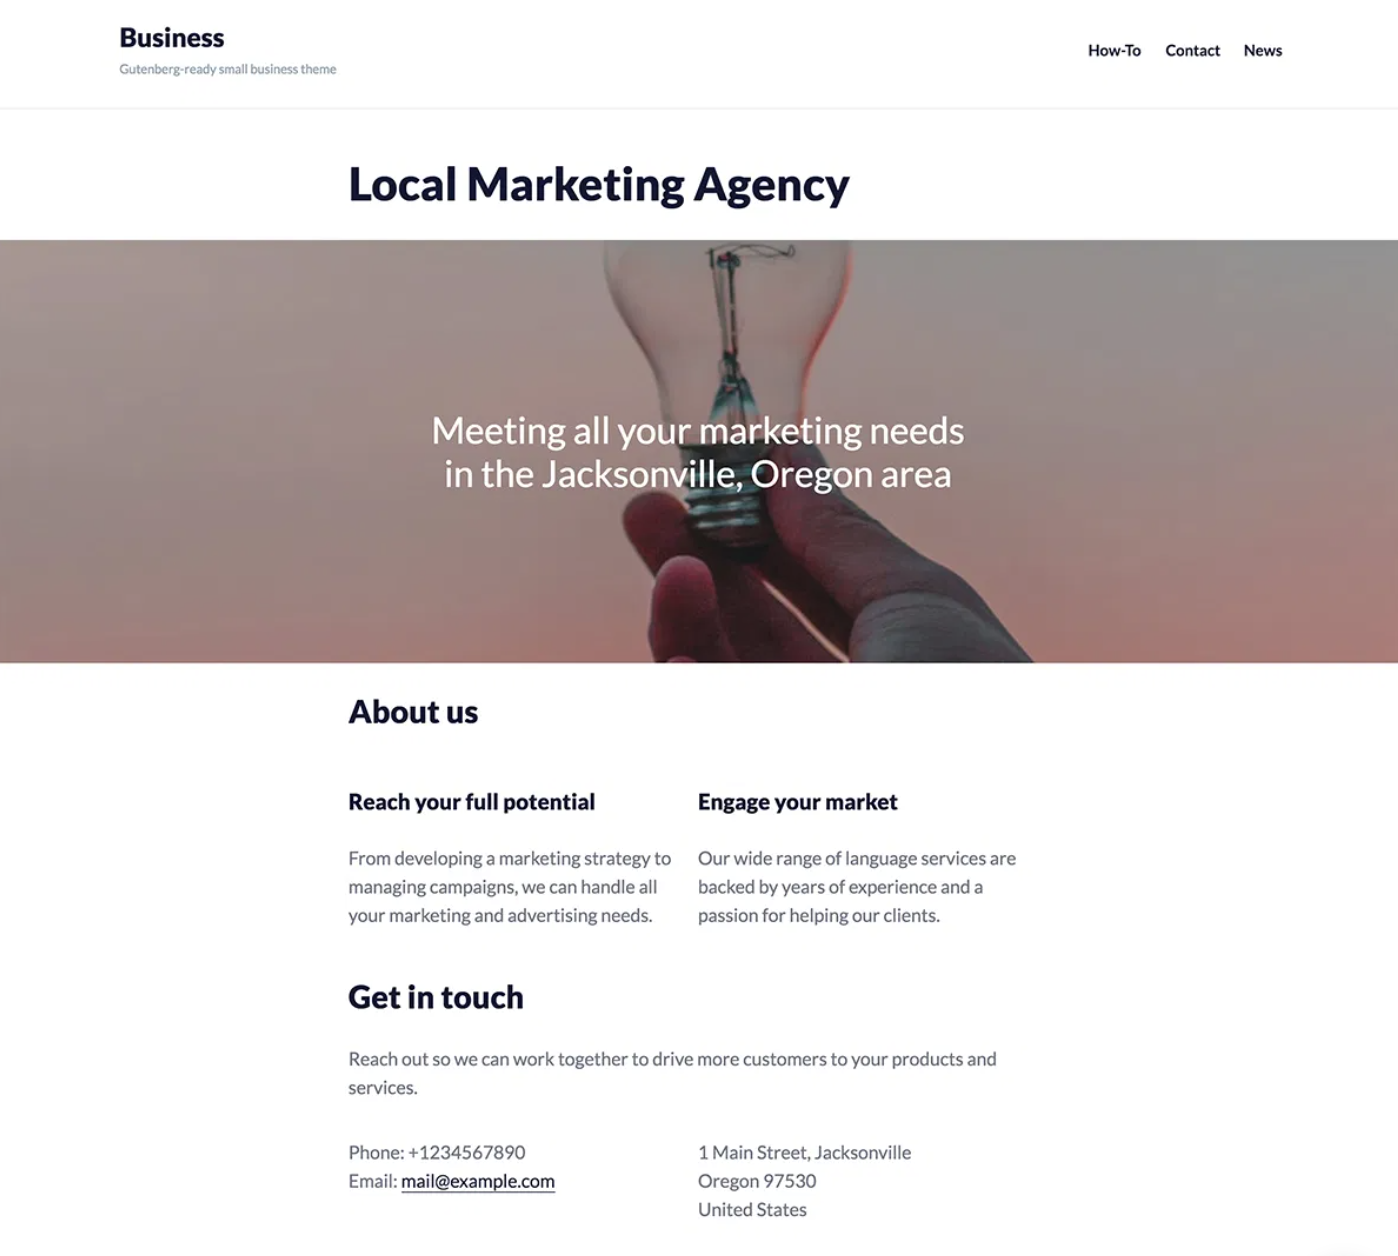 Business
Gutenberg-ready small business theme
How-To Contact News
Local Marketing Agency
Meeting all your marketing needs
in the Jacksonville, Oregon area
About us
Reach your full potential
From developing a marketing strategy to
managing campaigns, we can handle all
your marketing and advertising needs.
Engage your market
Our wide range of language services are
backed by years of experience and a
passion for helping our clients.
Get in touch
Reach out so we can work together to drive more customers to your products and
services.
Phone: +1234567890
Email: mail@example.com
1 Main Street, Jacksonville
Oregon 97530
United States